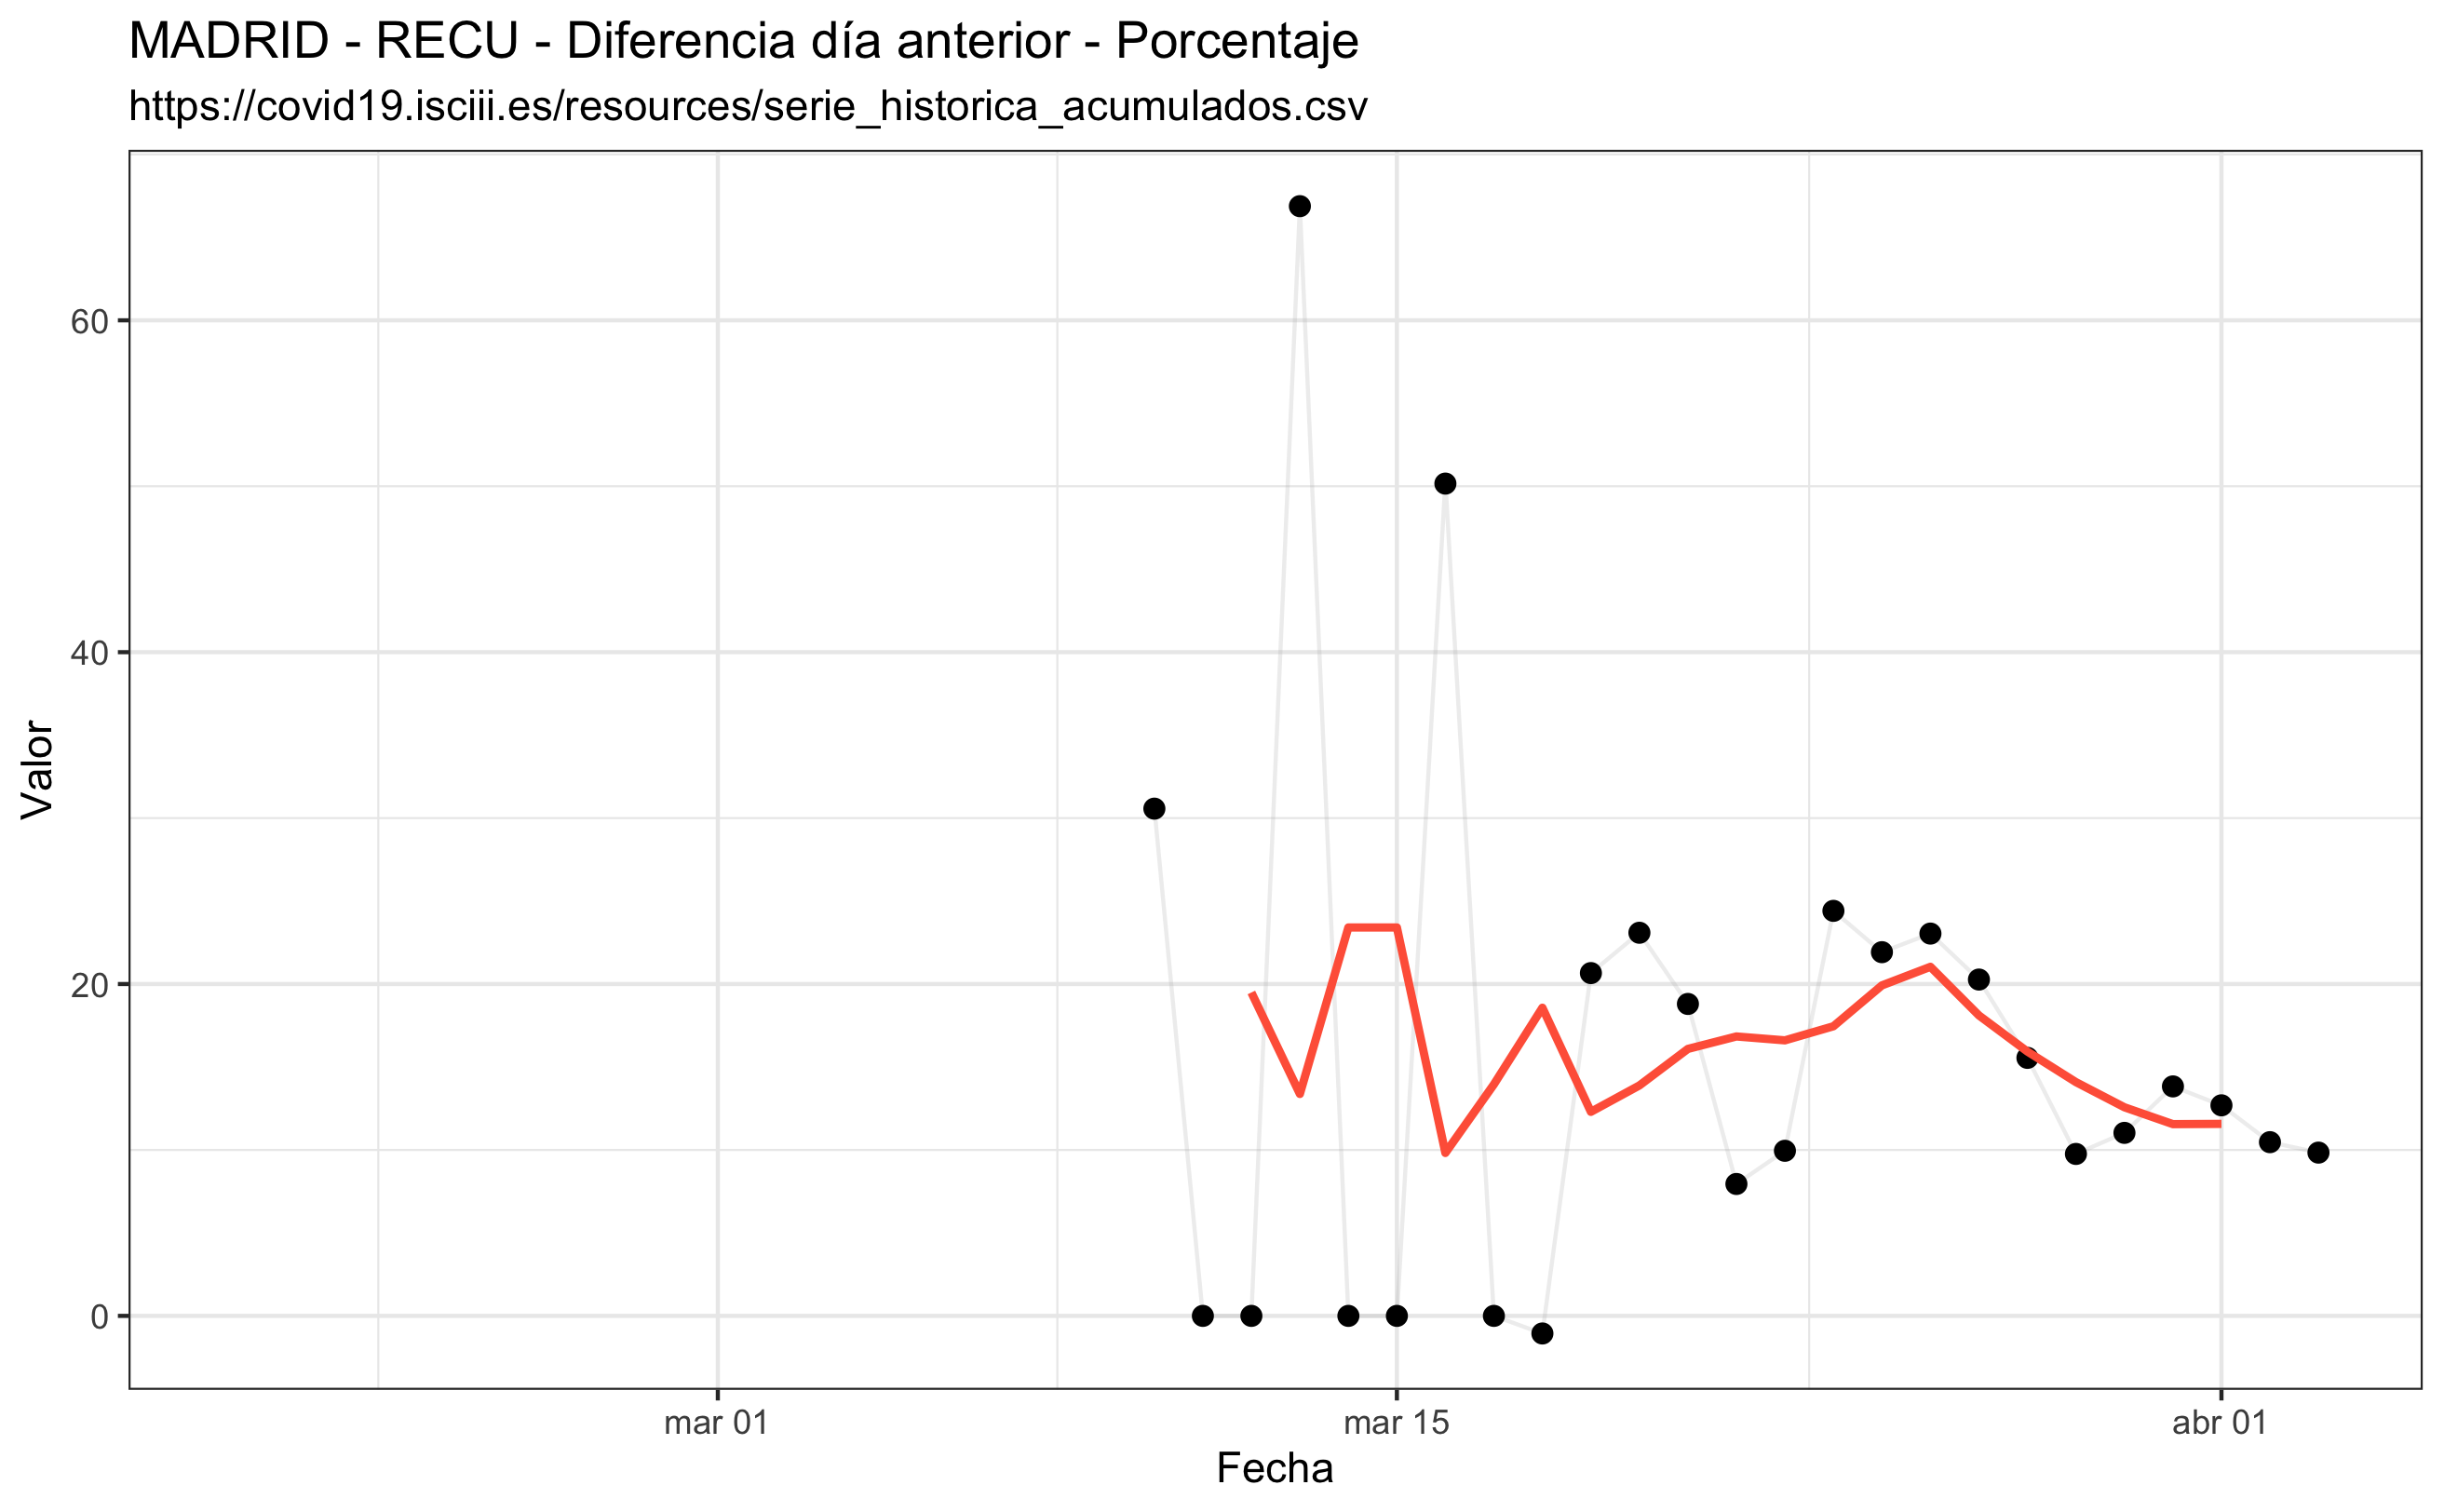 MADRID - RECU - Diferencia día anterior - Porcentaje
https://covid19.isciii.es/resources/serie_historica_acumulados.csv
60
40
20
0
Valor
mar 01
mar 15
abr 01
Fecha